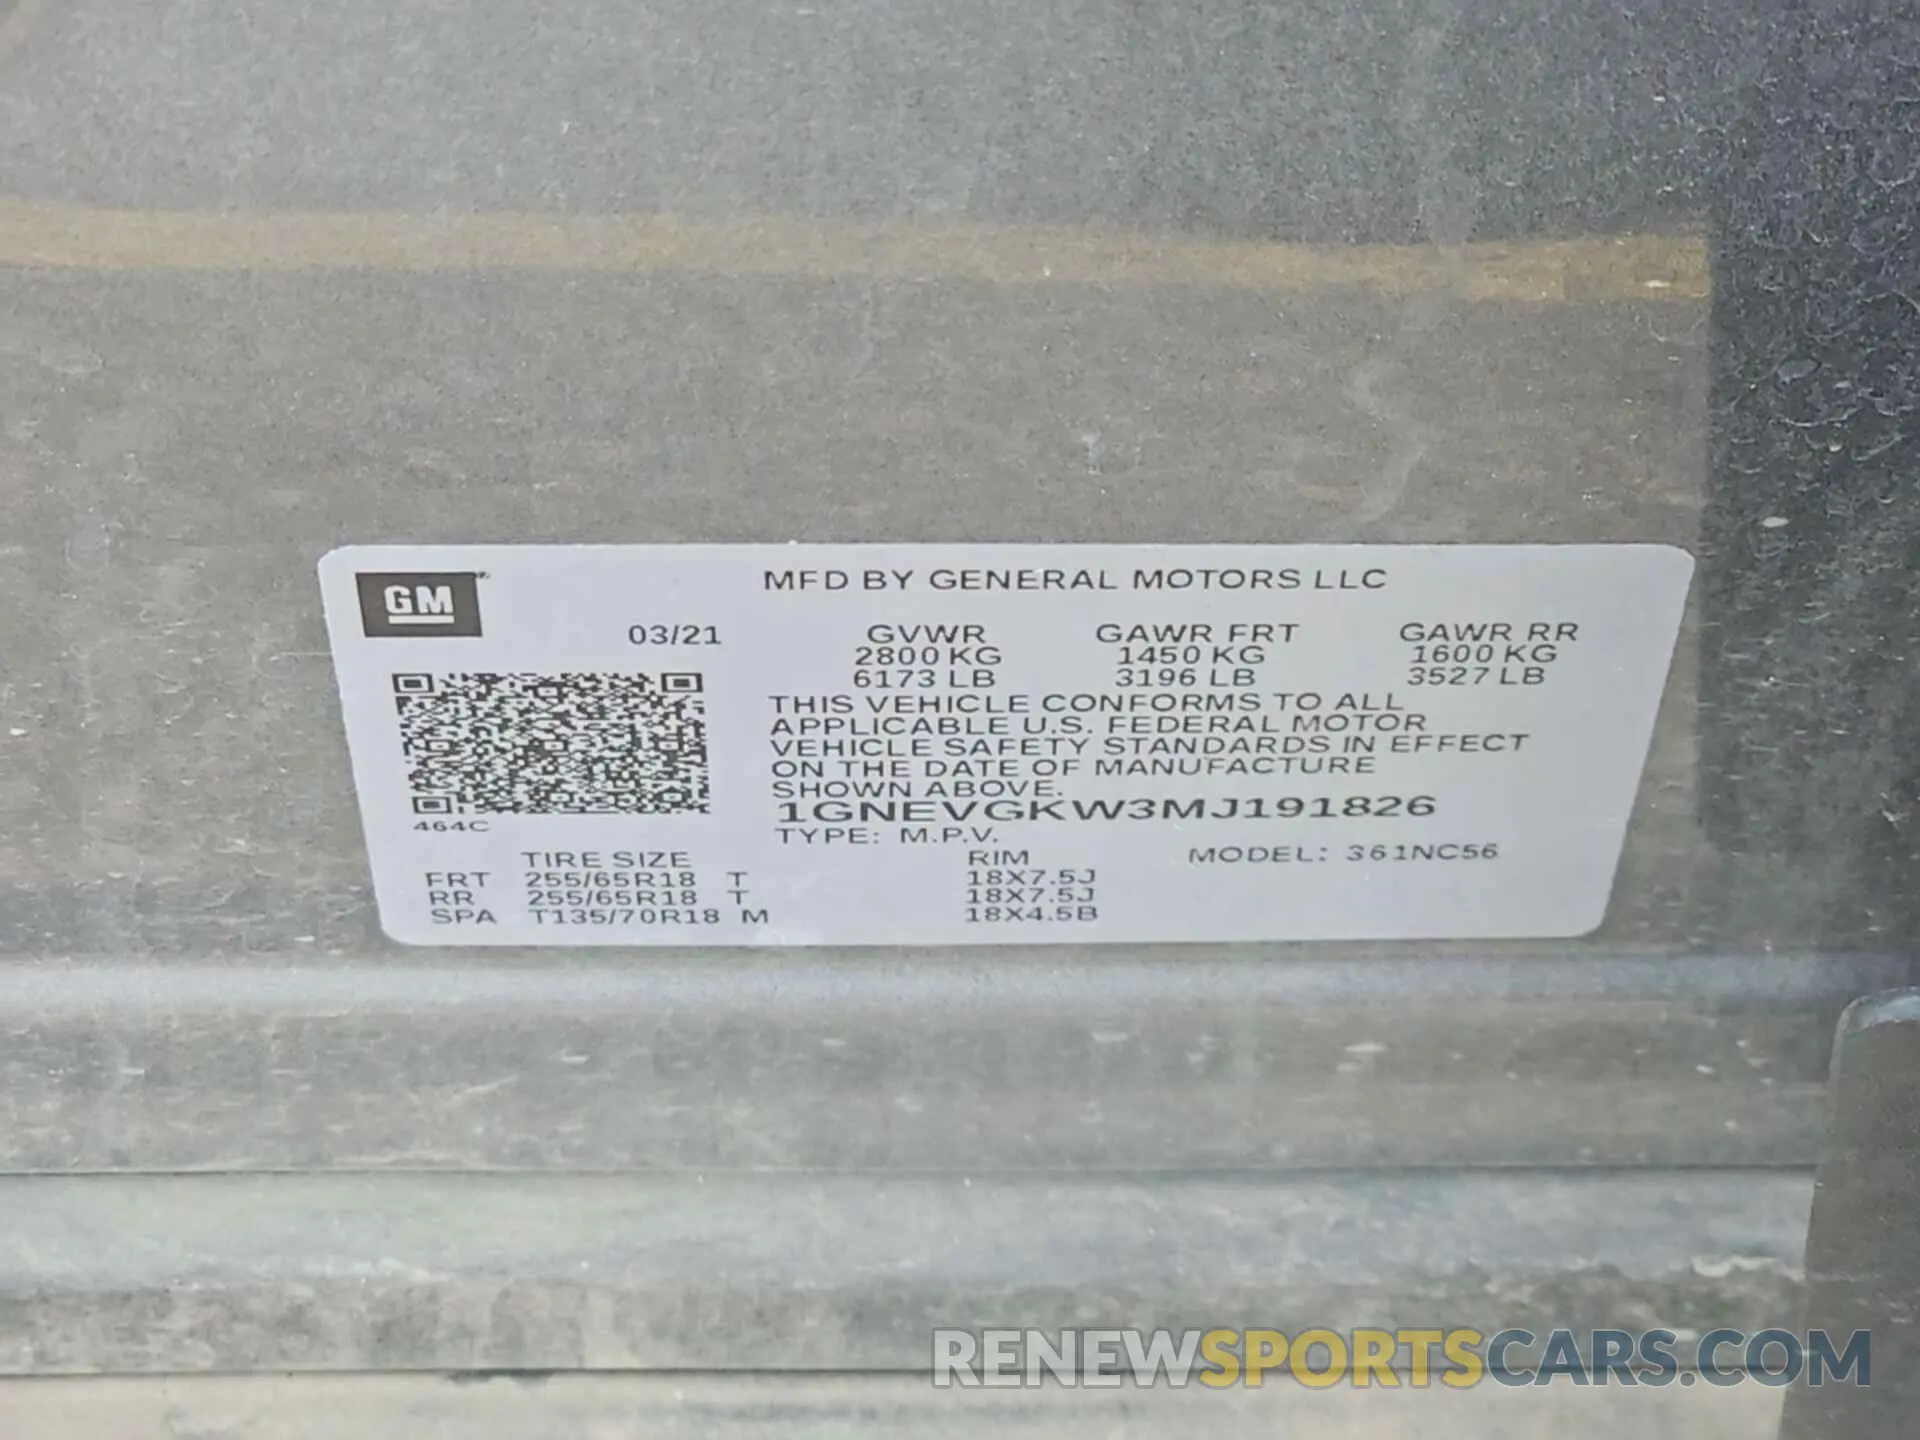 GM
MFD BY GENERAL MOTORS LLC
03/21
GVWR GAWR FRT GAWR RR
2800 KG 1450 KG 1600 KG
6173 LB 3196 LB 3527 LB
THIS VEHICLE CONFORMS TO ALL
APPLICABLE U.S. FEDERAL MOTOR
VEHICLE SAFETY STANDARDS IN EFFECT
ON THE DATE OF MANUFACTURE
SHOWN ABOVE.
1GNEVGKW3MJ191826
464C
TYPE: M.P.V.
MODEL: 361NC56
TIRE SIZE RIM
FRT 255/65R18 T 18X7.5J
RR 255/65R18 T 18X7.5J
SPA T135/70R18 M 18X4.5B
RENEWSPORTSCARS.COM